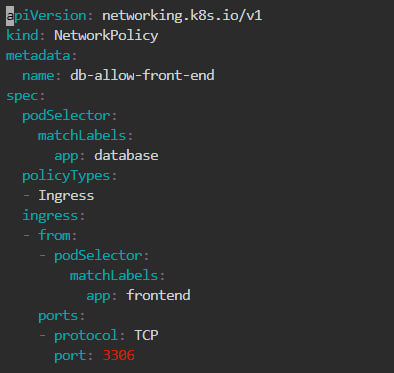 apiVersion: networking.k8s.io/v1
kind: NetworkPolicy
metadata:
  name: db-allow-front-end
spec:
  podSelector:
    matchLabels:
      app: database
  policyTypes:
  - Ingress
  ingress:
  - from:
    - podSelector:
        matchLabels:
          app: frontend
    ports:
    - protocol: TCP
      port: 3306